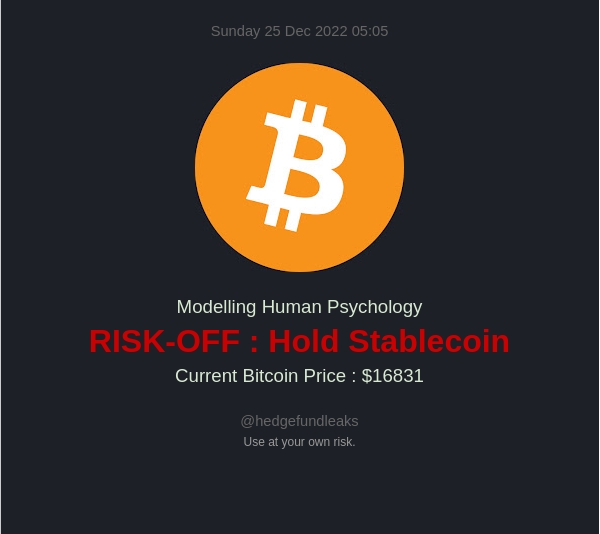 Sunday 25 Dec 2022 05:05
Modelling Human Psychology
RISK-OFF : Hold Stablecoin
Current Bitcoin Price : $16831
@hedgefundleaks
Use at your own risk.